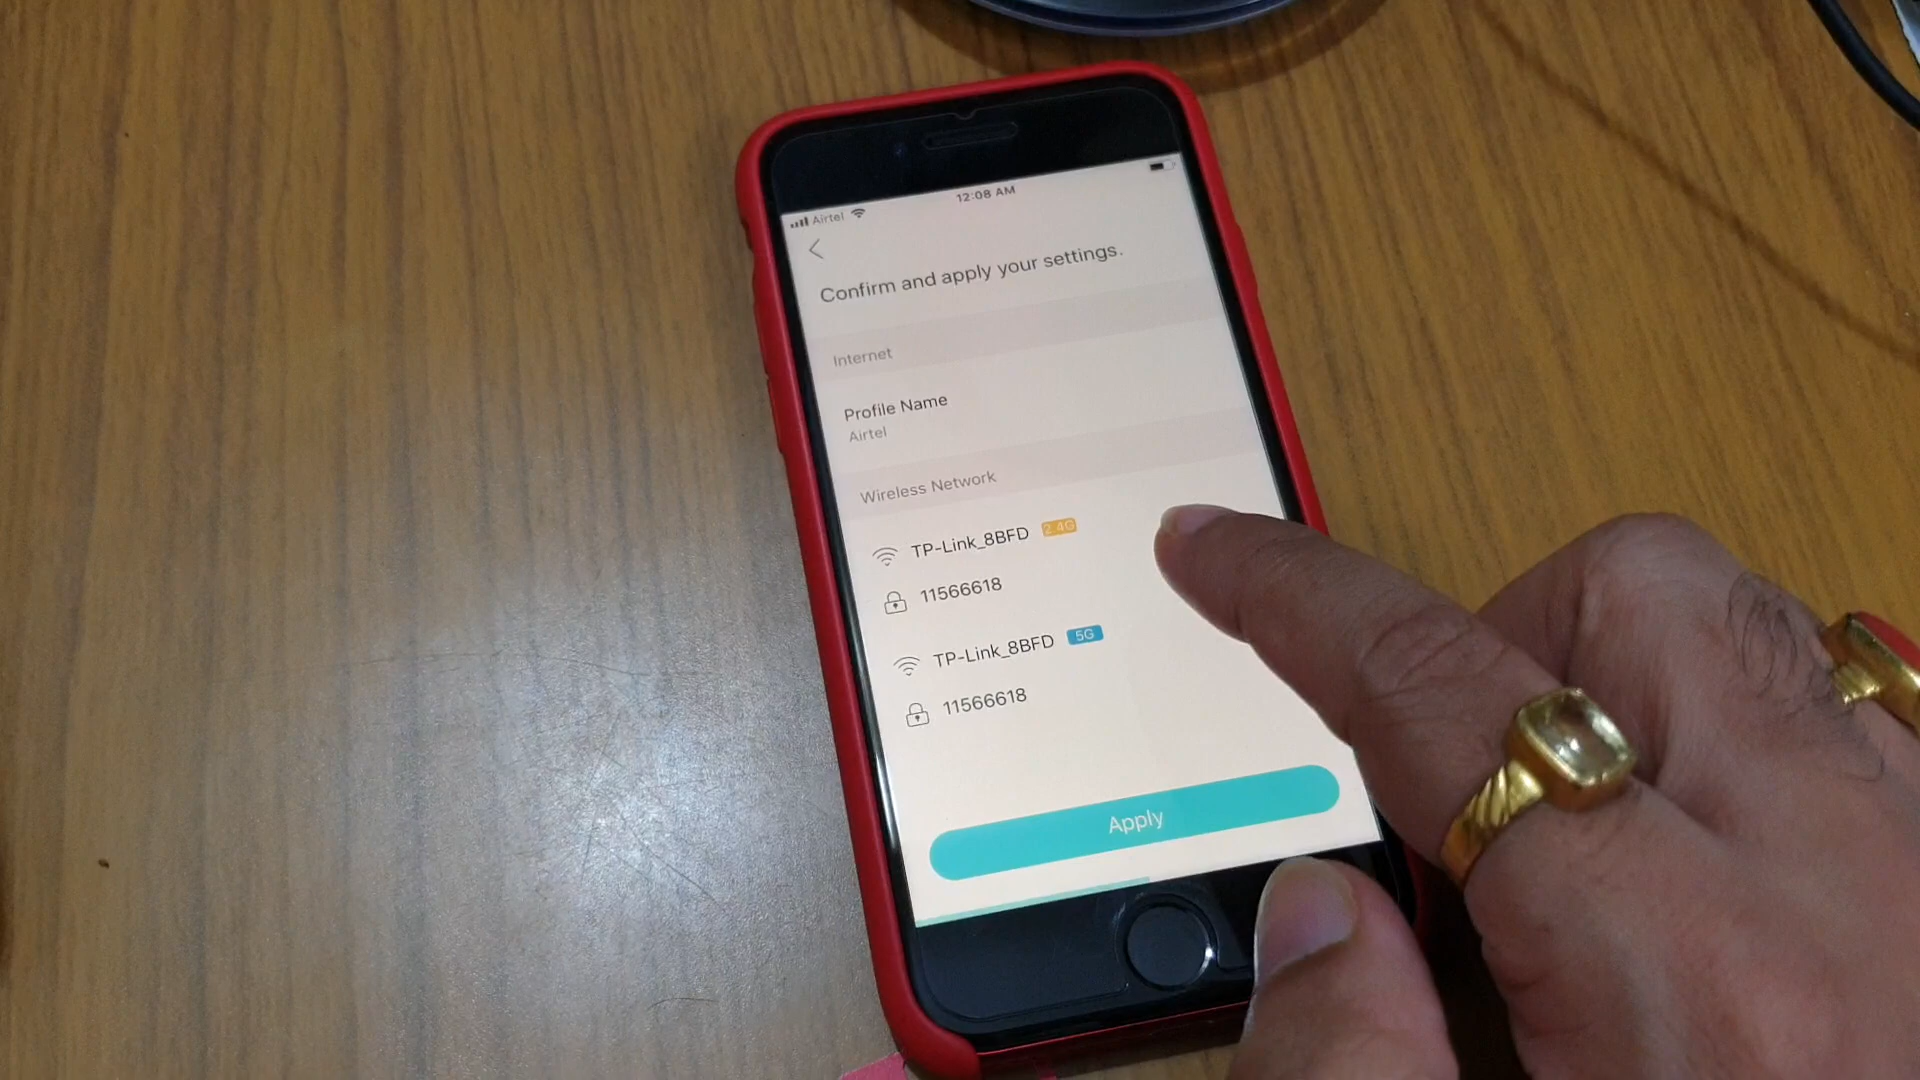 Airtel
12:08 AM
Confirm and apply your settings.
Internet
Profile Name
Airtel
Wireless Network
TP-Link_8BFD 2.4G
11566618
TP-Link_8BFD 5G
11566618
Apply